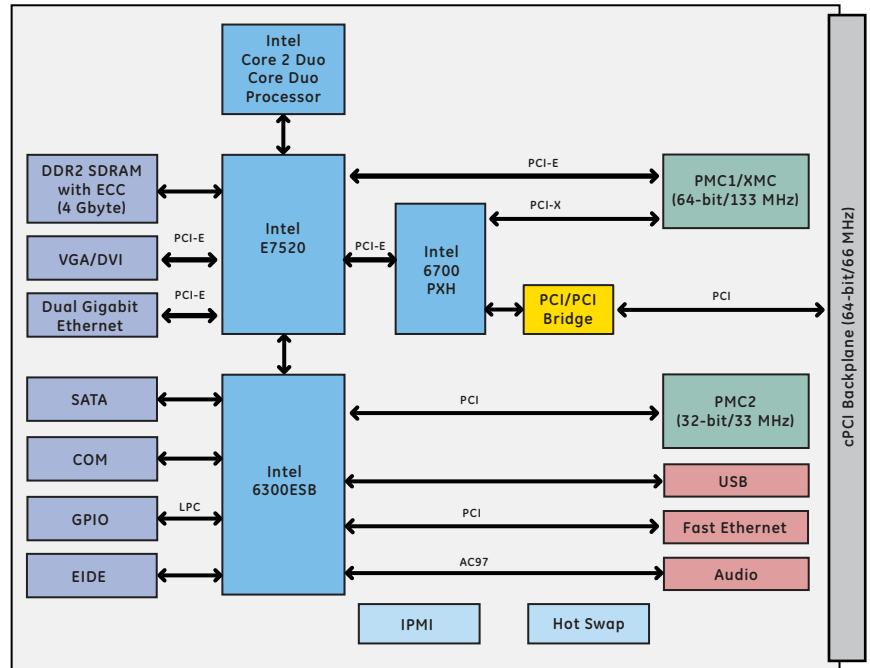 Intel
Core 2 Duo
Core Duo
Processor
DDR2 SDRAM
with ECC
(4 Gbyte)
Intel
E7520
PCI-E
PMC1/XMC
(64-bit/133 MHz)
PCI-X
PCI-E
VGA/DVI
PCI-E
Intel
6700
PXH
PCI-E
Dual Gigabit
Ethernet
PCI/PCI
Bridge
PCI
cPCI Backplane (64-bit/66 MHz)
SATA
PCI
PMC2
(32-bit/33 MHz)
COM
Intel
6300ESB
USB
GPIO
LPC
PCI
Fast Ethernet
EIDE
AC97
Audio
IPMI
Hot Swap